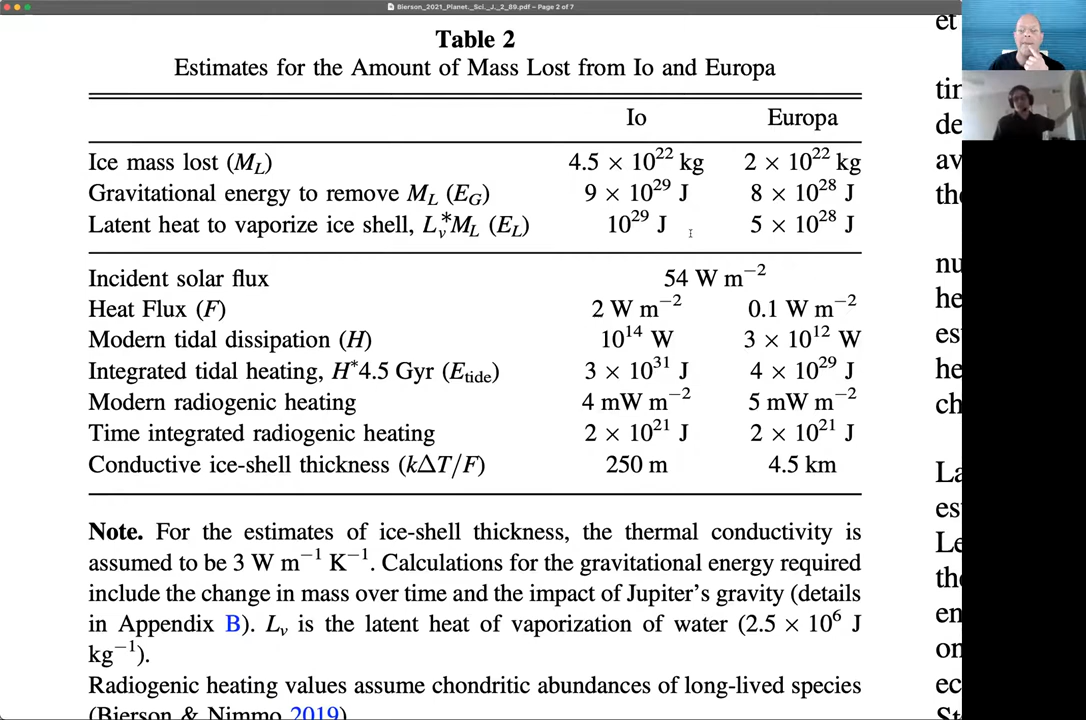 Bierson_2021_Planet._Sci._J._2_89.pdf - Page 2 of 7
Table 2
Estimates for the Amount of Mass Lost from Io and Europa
Io Europa
Ice mass lost (M_L) 4.5 × 10^22 kg 2 × 10^22 kg
Gravitational energy to remove M_L (E_G) 9 × 10^29 J 8 × 10^28 J
Latent heat to vaporize ice shell, L_v^*M_L (E_L) 10^29 J 5 × 10^28 J
Incident solar flux 54 W m^−2
Heat Flux (F) 2 W m^−2 0.1 W m^−2
Modern tidal dissipation (H) 10^14 W 3 × 10^12 W
Integrated tidal heating, H^*4.5 Gyr (E_tide) 3 × 10^31 J 4 × 10^29 J
Modern radiogenic heating 4 mW m^−2 5 mW m^−2
Time integrated radiogenic heating 2 × 10^21 J 2 × 10^21 J
Conductive ice-shell thickness (kΔT/F) 250 m 4.5 km
Note. For the estimates of ice-shell thickness, the thermal conductivity is
assumed to be 3 W m^−1 K^−1. Calculations for the gravitational energy required
include the change in mass over time and the impact of Jupiter's gravity (details
in Appendix B). L_v is the latent heat of vaporization of water (2.5 × 10^6 J
kg^−1).
Radiogenic heating values assume chondritic abundances of long-lived species
(Bierson & Nimmo 2019).
et
de
av
nu
La